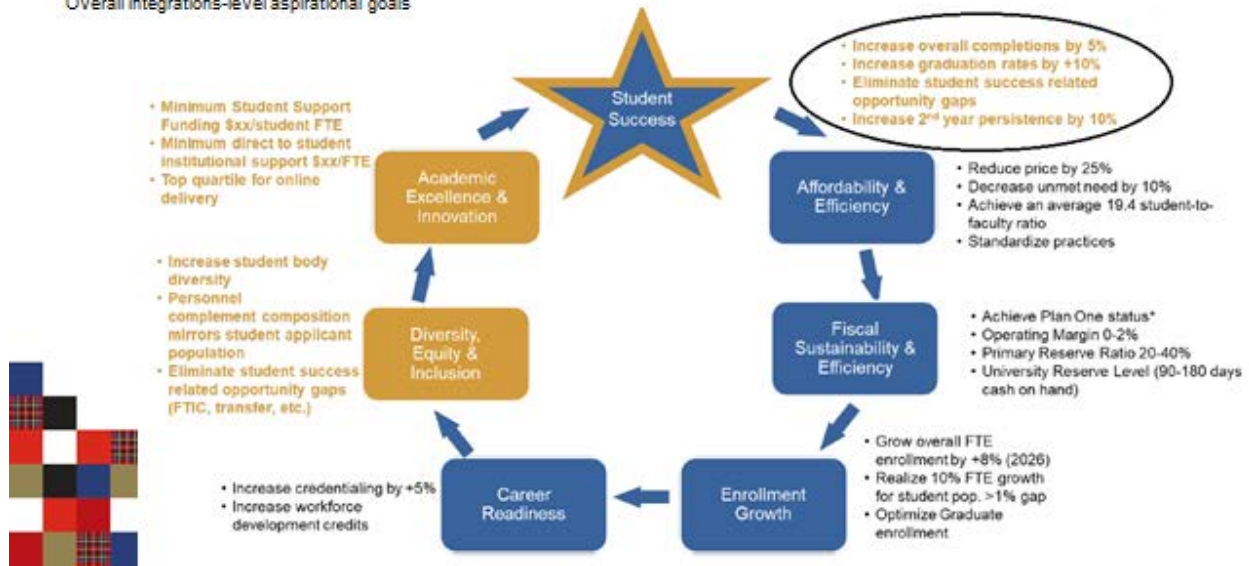 Overall integrations-level aspirational goals
• Increase overall completions by 5%
• Increase graduation rates by +10%
• Eliminate student success related
opportunity gaps
• Increase 2nd year persistence by 10%
Student
Success
• Minimum Student Support
Funding $xx/student FTE
• Minimum direct to student
institutional support $xx/FTE
• Top quartile for online
delivery
Academic
Excellence &
Innovation
Affordability &
Efficiency
• Reduce price by 25%
• Decrease unmet need by 10%
• Achieve an average 19.4 student-to-
faculty ratio
• Standardize practices
• Increase student body
diversity
• Personnel
complement composition
mirrors student applicant
population
• Eliminate student success
related opportunity gaps
(FTIC, transfer, etc.)
Diversity,
Equity &
Inclusion
Fiscal
Sustainability &
Efficiency
• Achieve Plan One status*
• Operating Margin 0-2%
• Primary Reserve Ratio 20-40%
• University Reserve Level (90-180 days
cash on hand)
• Increase credentialing by +5%
• Increase workforce
development credits
Career
Readiness
Enrollment
Growth
• Grow overall FTE
enrollment by +8% (2026)
• Realize 10% FTE growth
for student pop. >1% gap
• Optimize Graduate
enrollment